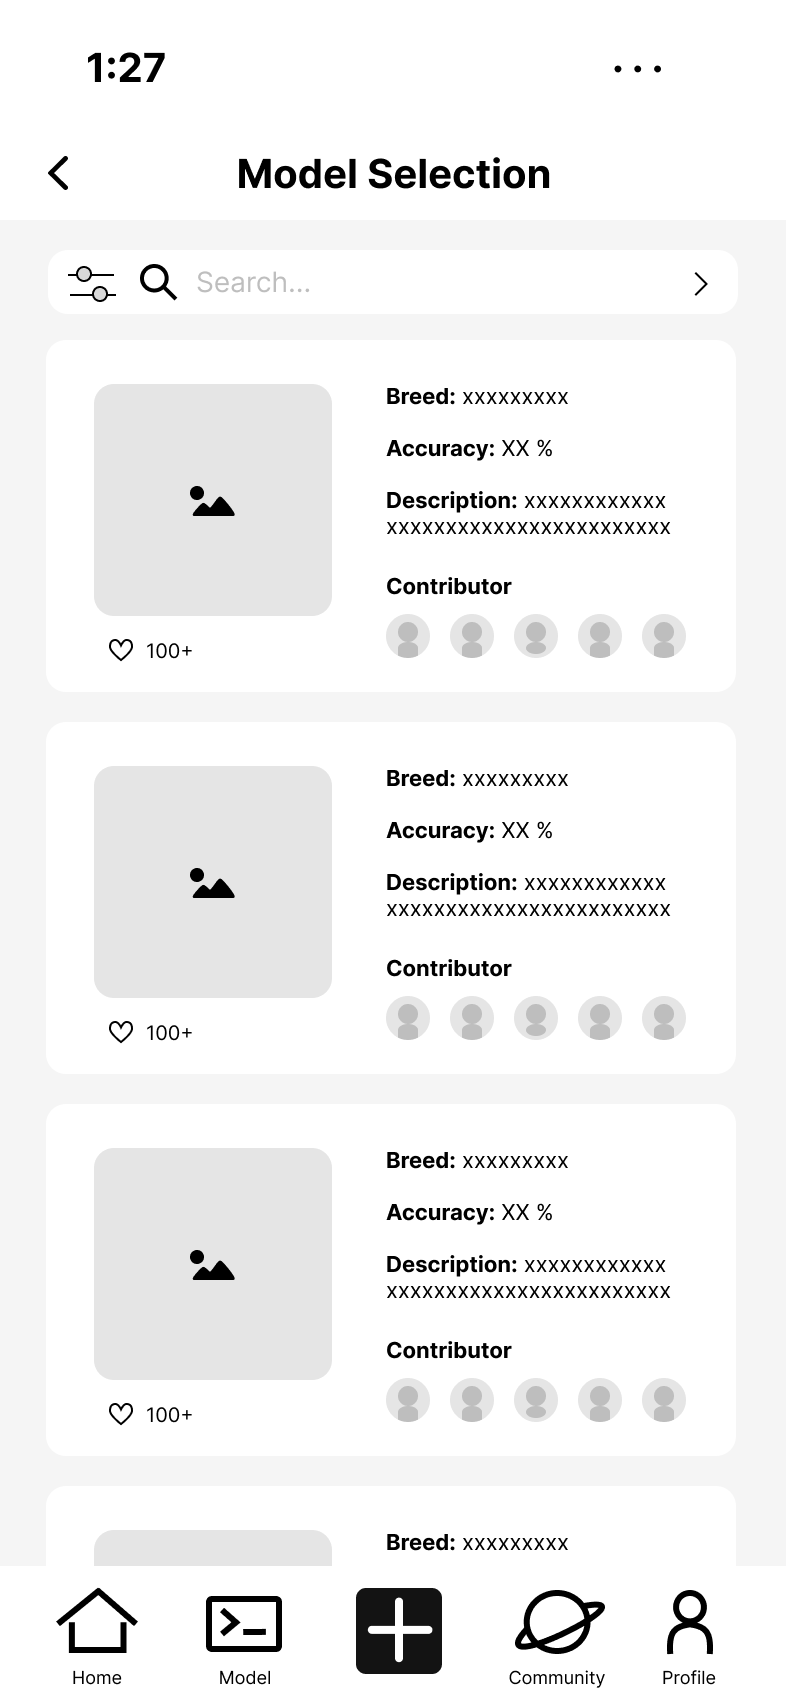 1:27
Model Selection
Search...
Breed: xxxxxxxxx
Accuracy: XX %
Description: xxxxxxxxxxxx
xxxxxxxxxxxxxxxxxxxxxxxx
Contributor
100+
Breed: xxxxxxxxx
Accuracy: XX %
Description: xxxxxxxxxxxx
xxxxxxxxxxxxxxxxxxxxxxxx
Contributor
100+
Breed: xxxxxxxxx
Accuracy: XX %
Description: xxxxxxxxxxxx
xxxxxxxxxxxxxxxxxxxxxxxx
Contributor
100+
Breed: xxxxxxxxx
Home Model Community Profile